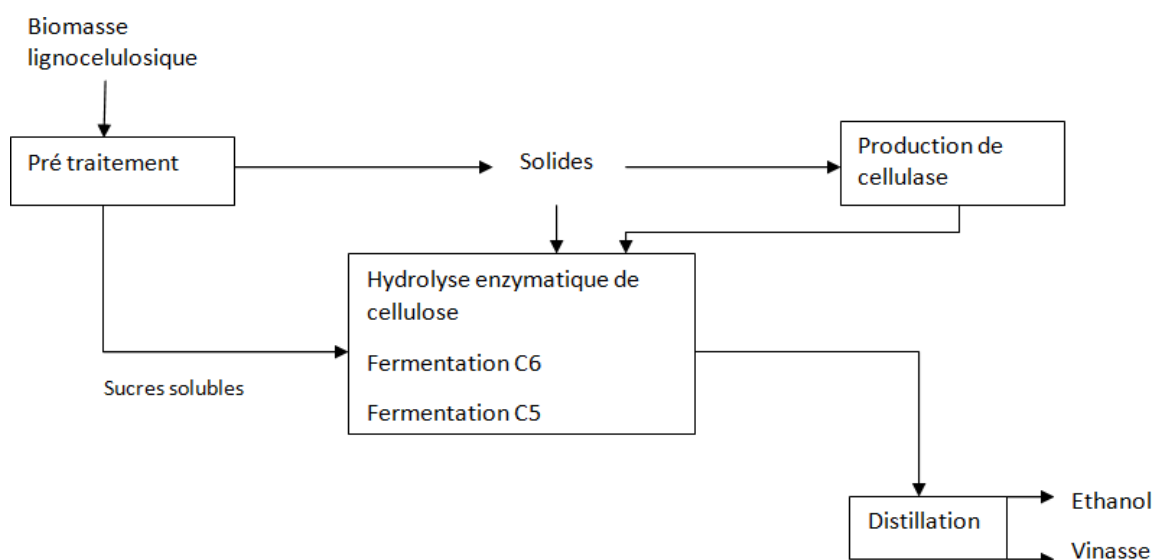 Biomasse
lignocelulosique
Pré traitement
Solides
Production de
cellulase
Hydrolyse enzymatique de
cellulose
Fermentation C6
Fermentation C5
Sucres solubles
Distillation
Ethanol
Vinasse